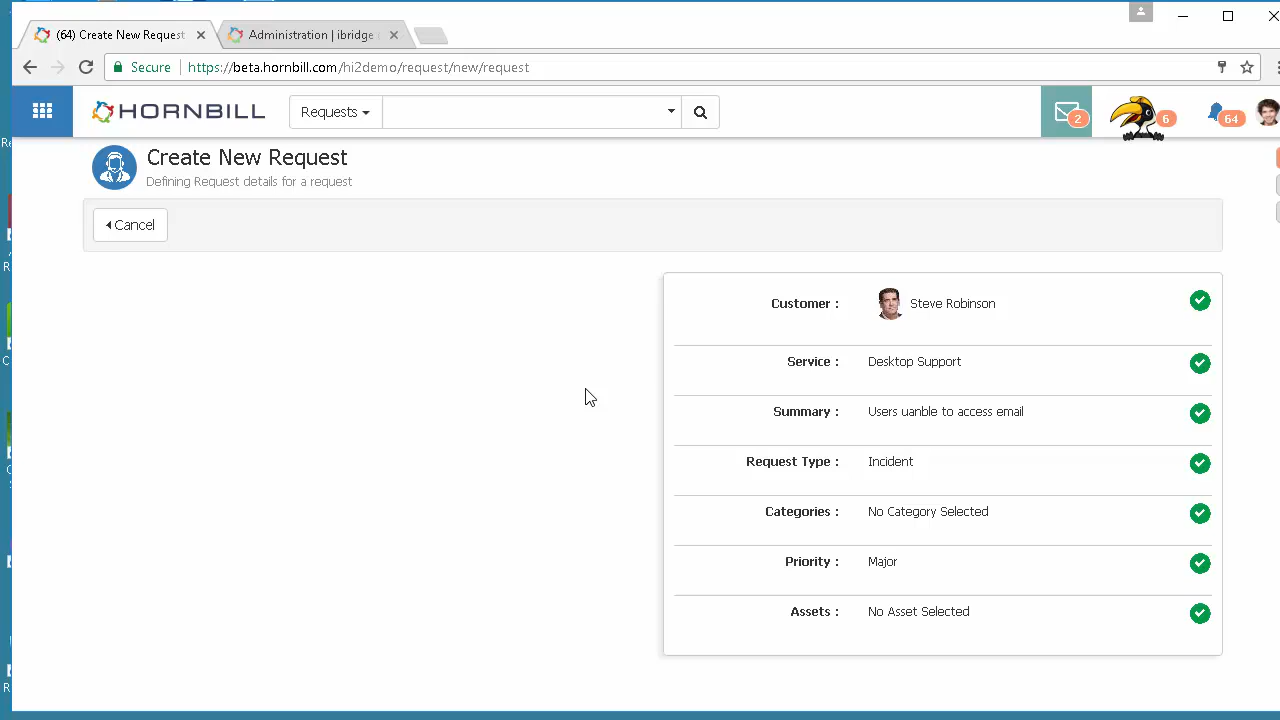 (64) Create New Request
Administration | ibridge
Secure https://beta.hornbill.com/hi2demo/request/new/request
HORNBILL Requests 2 6 64
Create New Request
Defining Request details for a request
Cancel
Customer : Steve Robinson
Service : Desktop Support
Summary : Users uanble to access email
Request Type : Incident
Categories : No Category Selected
Priority : Major
Assets : No Asset Selected